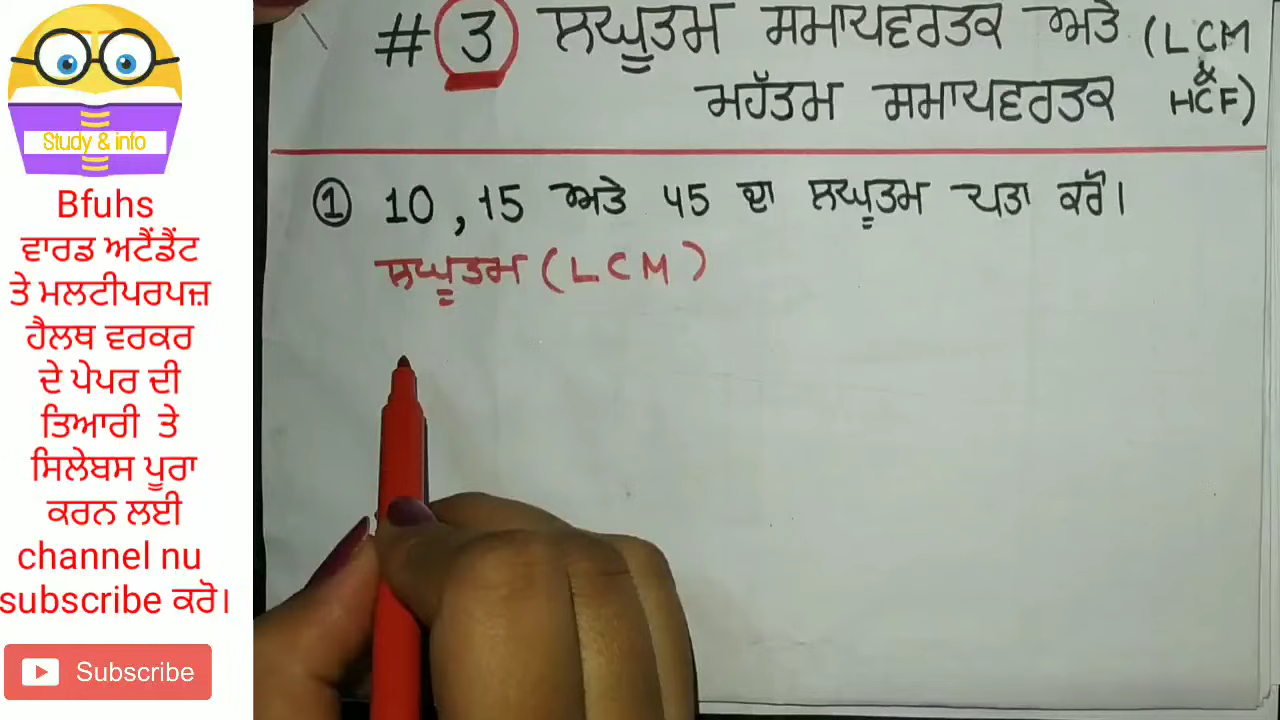 Study & info
Bfuhs
ਵਾਰਡ ਅਟੈਂਡੈਂਟ
ਤੇ ਮਲਟੀਪਰਪਜ਼
ਹੈਲਥ ਵਰਕਰ
ਦੇ ਪੇਪਰ ਦੀ
ਤਿਆਰੀ ਤੇ
ਸਿਲੇਬਸ ਪੂਰਾ
ਕਰਨ ਲਈ
channel nu
subscribe ਕਰੋ।
Subscribe
# 3 ਲਘੂਤਮ ਸਮਾਪਵਰਤਕ ਅਤੇ (LCM
&
ਮਹੱਤਮ ਸਮਾਪਵਰਤਕ HCF)
① 10, 15 ਅਤੇ 45 ਦਾ ਲਘੂਤਮ ਪਤਾ ਕਰੋ।
ਲਘੂਤਮ (LCM)